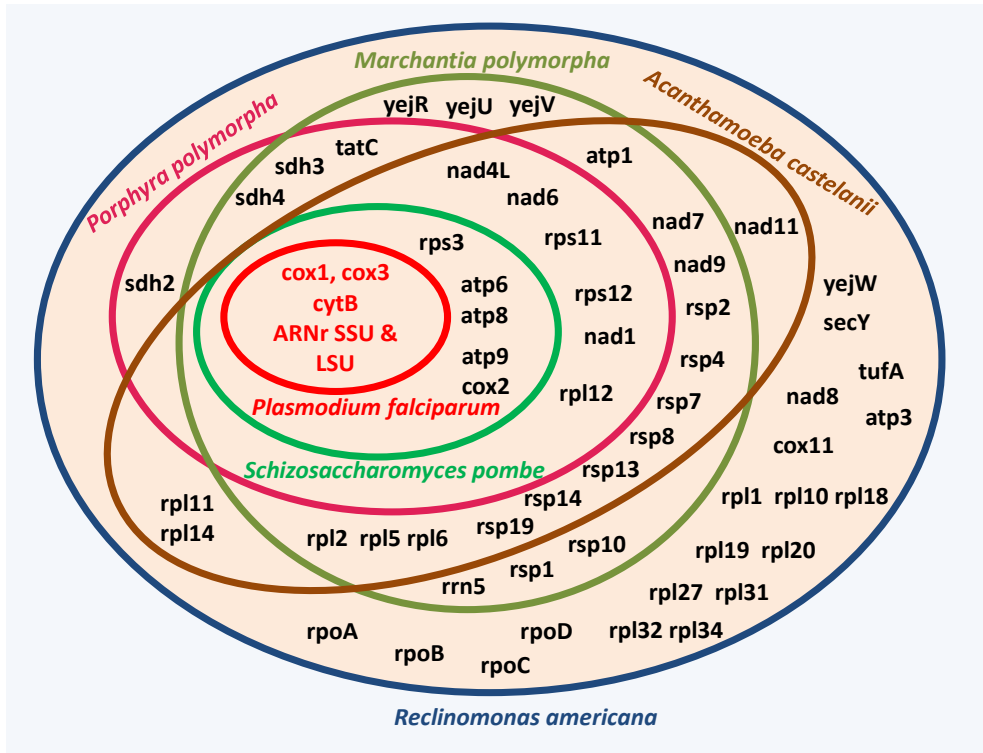 Marchantia polymorpha
Acanthamoeba castelanii
Porphyra polymorpha
yejR yejU yejV
tatC
sdh3
sdh4
nad4L
atp1
nad6
nad7 nad11
rps3
rps11
nad9
sdh2
cox1, cox3
cytB
ARNr SSU &
LSU
atp6
atp8
atp9
cox2
rps12
nad1
rpl12
rsp2
rsp4
rsp7
rsp8
rsp13
rsp14
rsp19
rsp10
rsp1
yejW
secY
tufA
nad8
atp3
cox11
Plasmodium falciparum
Schizosaccharomyces pombe
rpl11
rpl14
rpl2 rpl5 rpl6
rrn5
rpl1 rpl10 rpl18
rpl19 rpl20
rpl27 rpl31
rpl32 rpl34
rpoA
rpoB
rpoC
rpoD
Reclinomonas americana